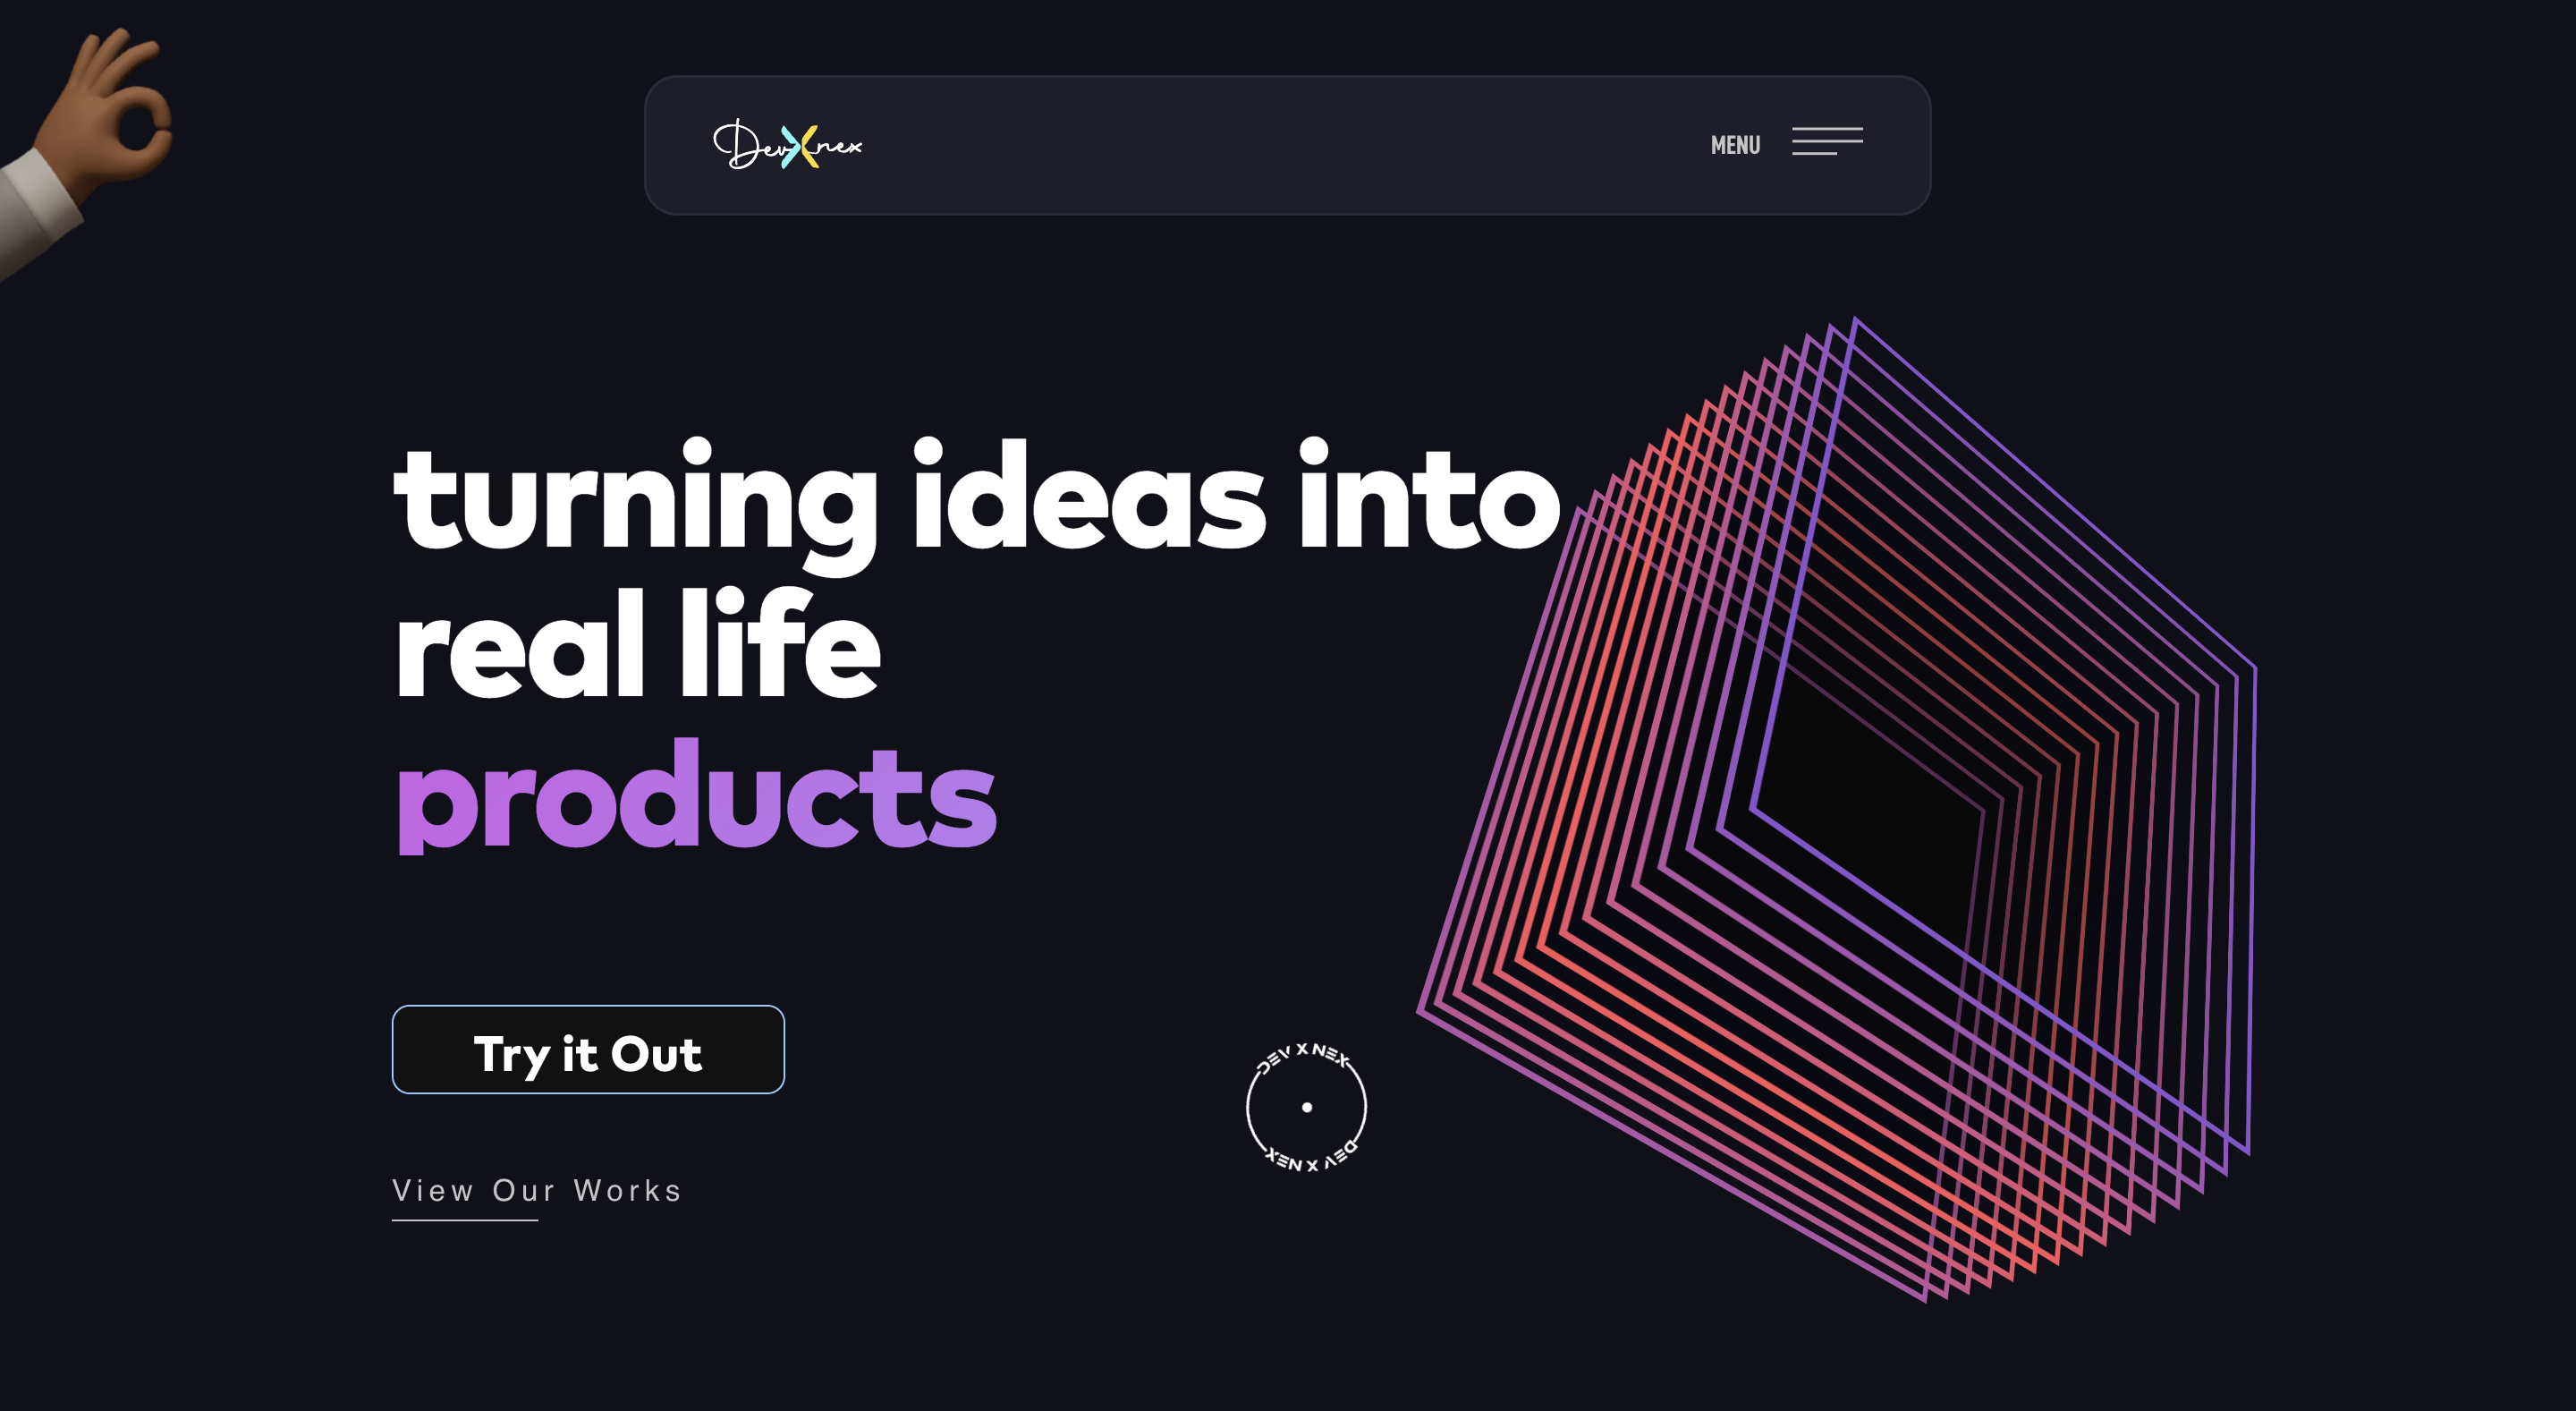 DevXnex
MENU
turning ideas into
real life
products
Try it Out
DEV X NEX
DEV X NEX
View Our Works